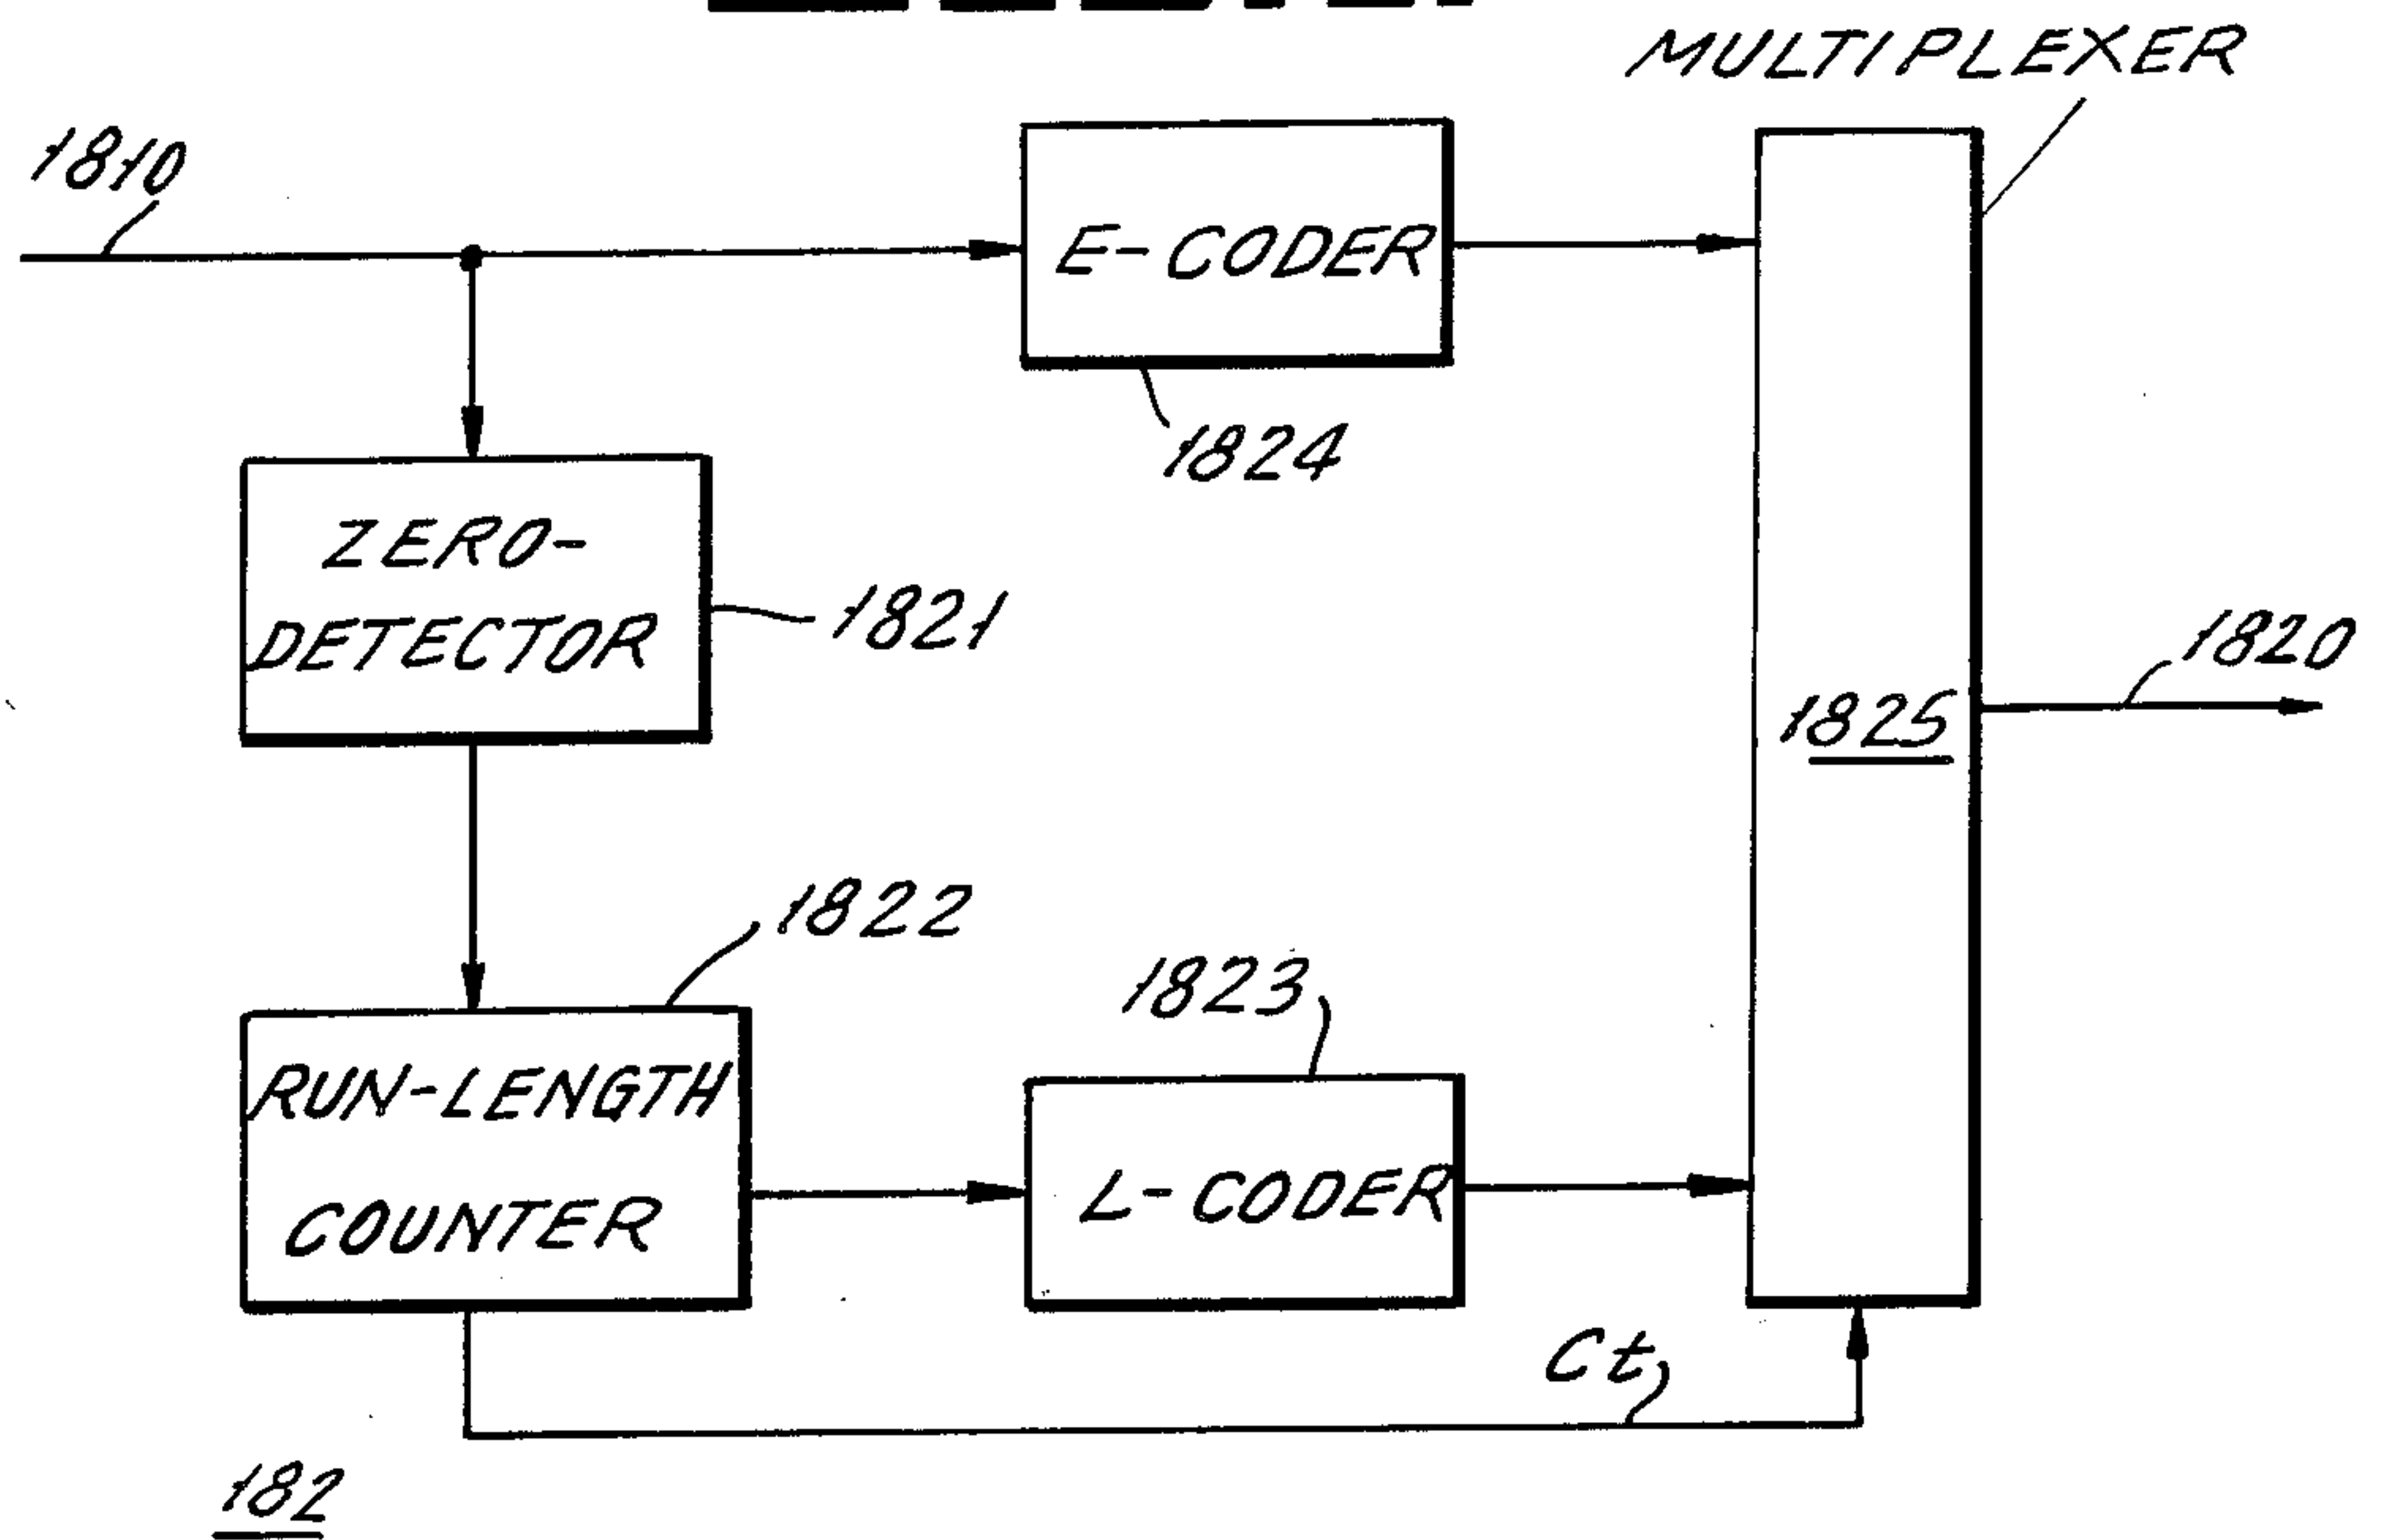 MULTIPLEXER
1810
E-CODER
1824
ZERO-
DETECTOR
1821
1820
1825
1822
1823
RUN-LENGTH
COUNTER
L-CODER
Ct
182